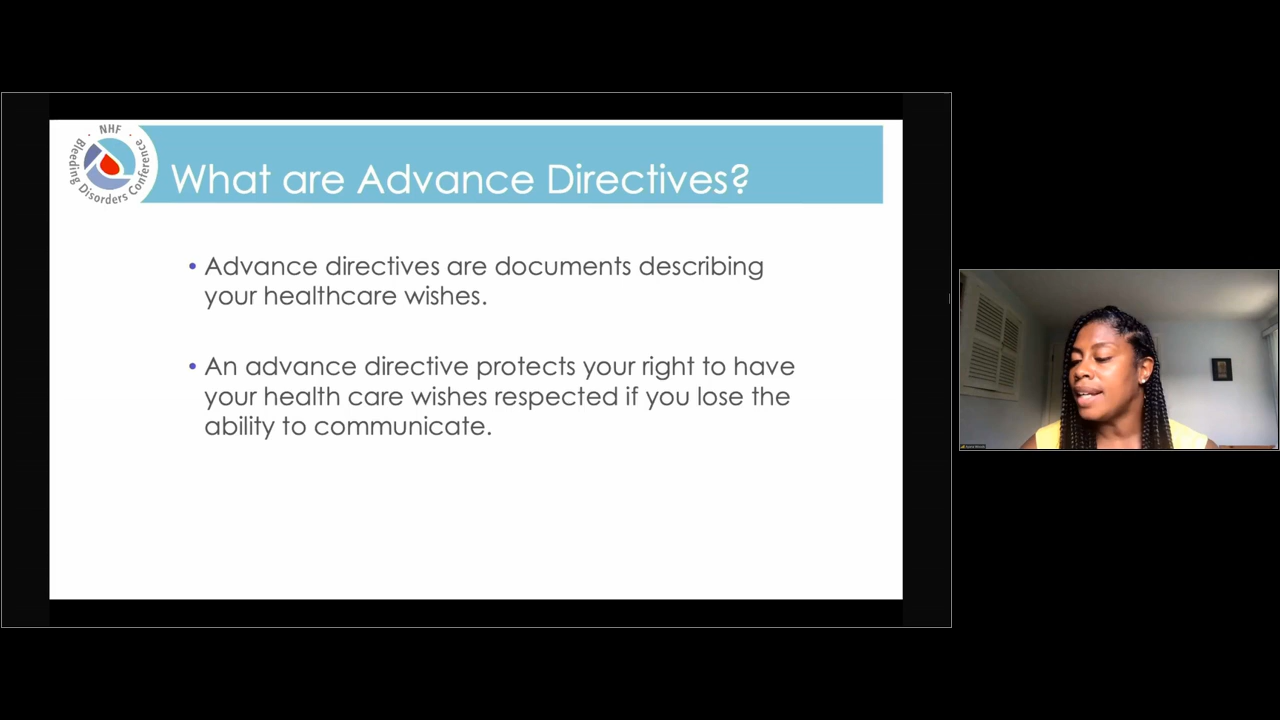 NHF
Bleeding Disorders Conference
What are Advance Directives?
• Advance directives are documents describing
your healthcare wishes.
• An advance directive protects your right to have
your health care wishes respected if you lose the
ability to communicate.